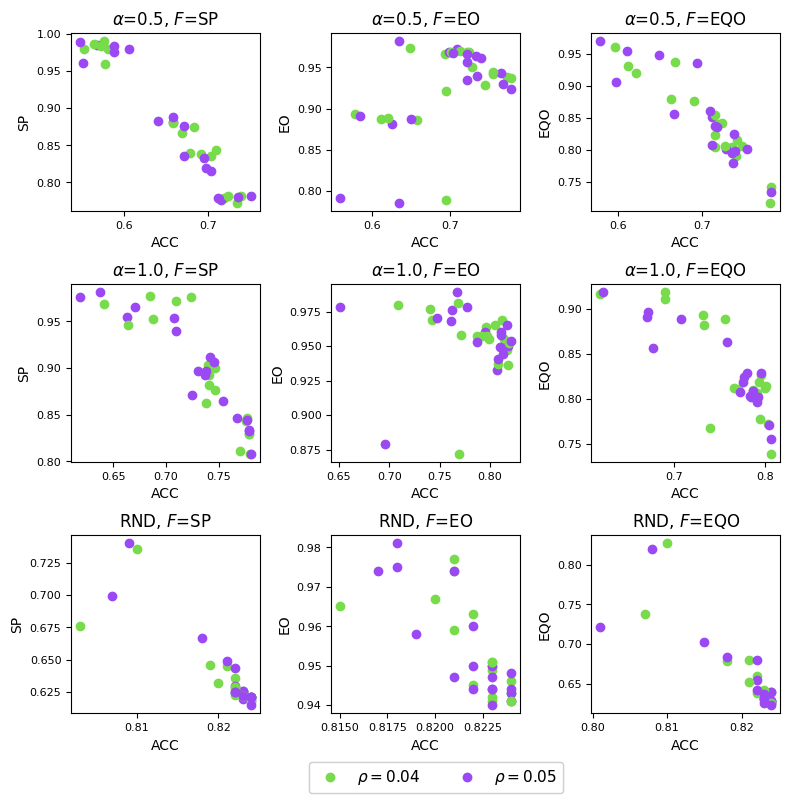 α=0.5, F=SP
α=0.5, F=EO
α=0.5, F=EQO
1.00
0.95
0.90
0.85
0.80
SP
0.6 0.7
ACC
0.95
0.90
0.85
0.80
EO
0.6 0.7
ACC
0.95
0.90
0.85
0.80
0.75
EQO
0.6 0.7
ACC
α=1.0, F=SP
α=1.0, F=EO
α=1.0, F=EQO
0.95
0.90
0.85
0.80
SP
0.65 0.70 0.75
ACC
0.975
0.950
0.925
0.900
0.875
EO
0.65 0.70 0.75 0.80
ACC
0.90
0.85
0.80
0.75
EQO
0.7 0.8
ACC
RND, F=SP
RND, F=EO
RND, F=EQO
0.725
0.700
0.675
0.650
0.625
SP
0.81 0.82
ACC
0.98
0.97
0.96
0.95
0.94
EO
0.8150 0.8175 0.8200 0.8225
ACC
0.80
0.75
0.70
0.65
EQO
0.80 0.81 0.82
ACC
ρ = 0.04 ρ = 0.05